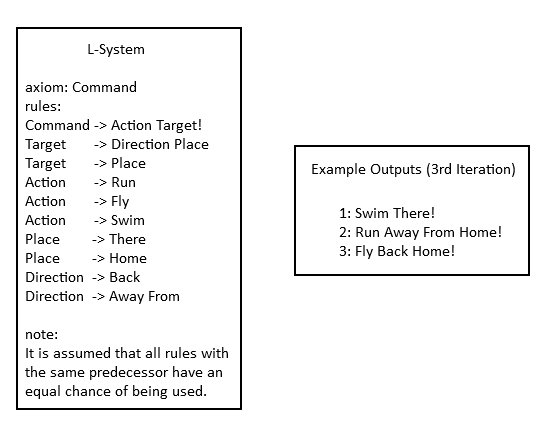 L-System
axiom: Command
rules:
Command -> Action Target!
Target -> Direction Place
Target -> Place
Action -> Run
Action -> Fly
Action -> Swim
Place -> There
Place -> Home
Direction -> Back
Direction -> Away From
note:
It is assumed that all rules with
the same predecessor have an
equal chance of being used.
Example Outputs (3rd Iteration)
1: Swim There!
2: Run Away From Home!
3: Fly Back Home!